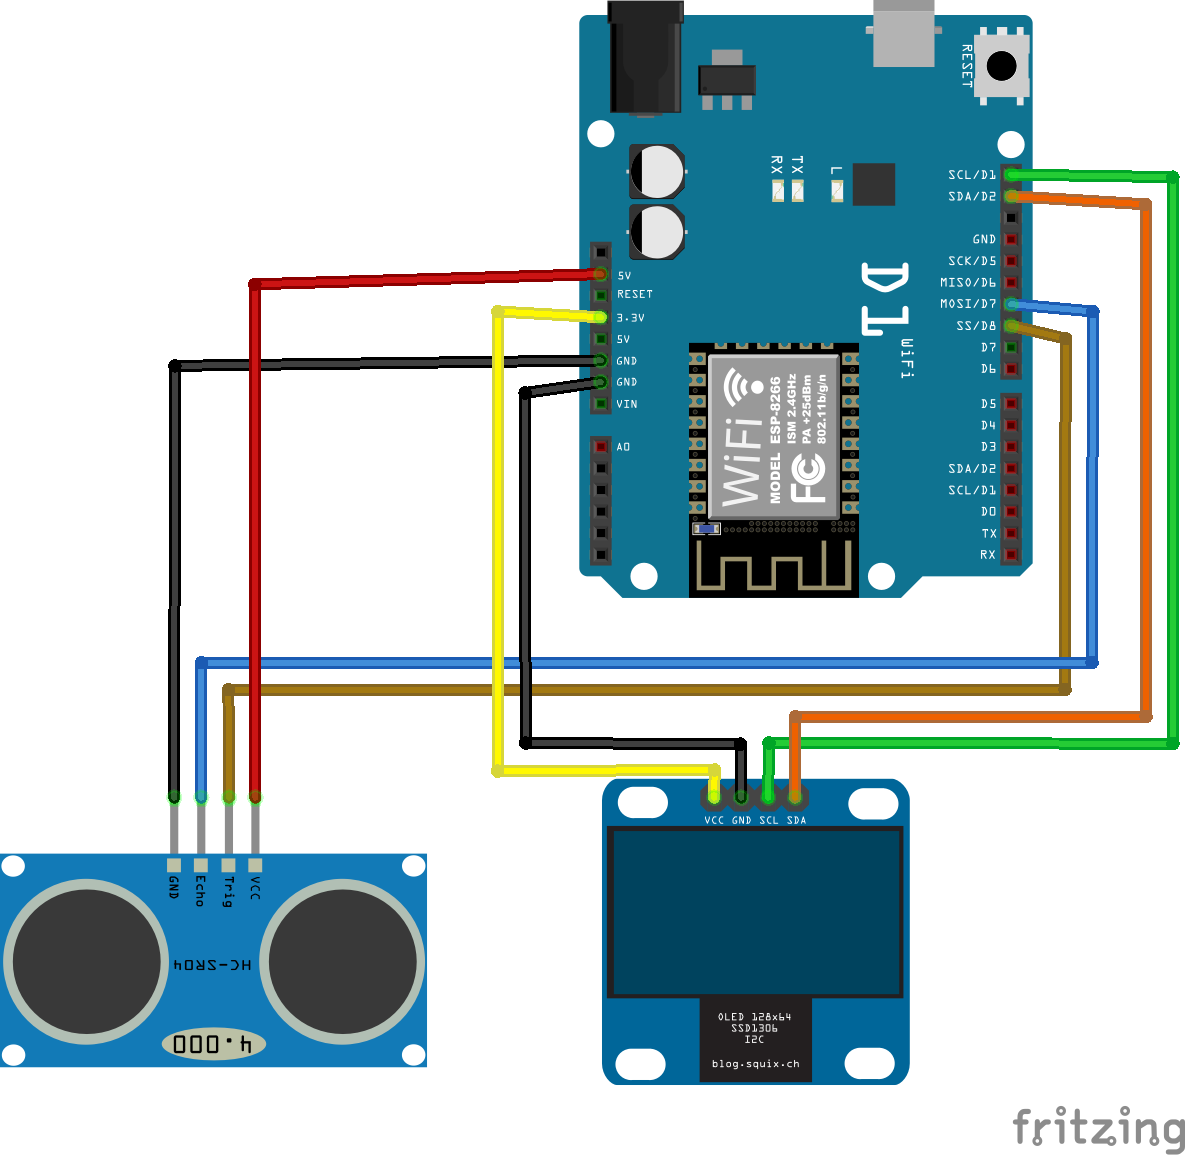 RESET
RX
TX
L
SCL/D1
SDA/D2
GND
SCK/D5
MISO/D6
MOSI/D7
SS/D8
D7
D6
D5
D4
D3
SDA/D2
SCL/D1
D0
TX
RX
5V
RESET
3.3V
5V
GND
GND
VIN
A0
D1
WiFi
WiFi
MODEL ESP-8266
ISM 2.4GHz
PA +25dBm
802.11b/g/n
FC
VCC GND SCL SDA
GND
Echo
Trig
VCC
HC-SR04
4.000
OLED 128x64
SSD1306
I2C
blog.squix.ch
fritzing